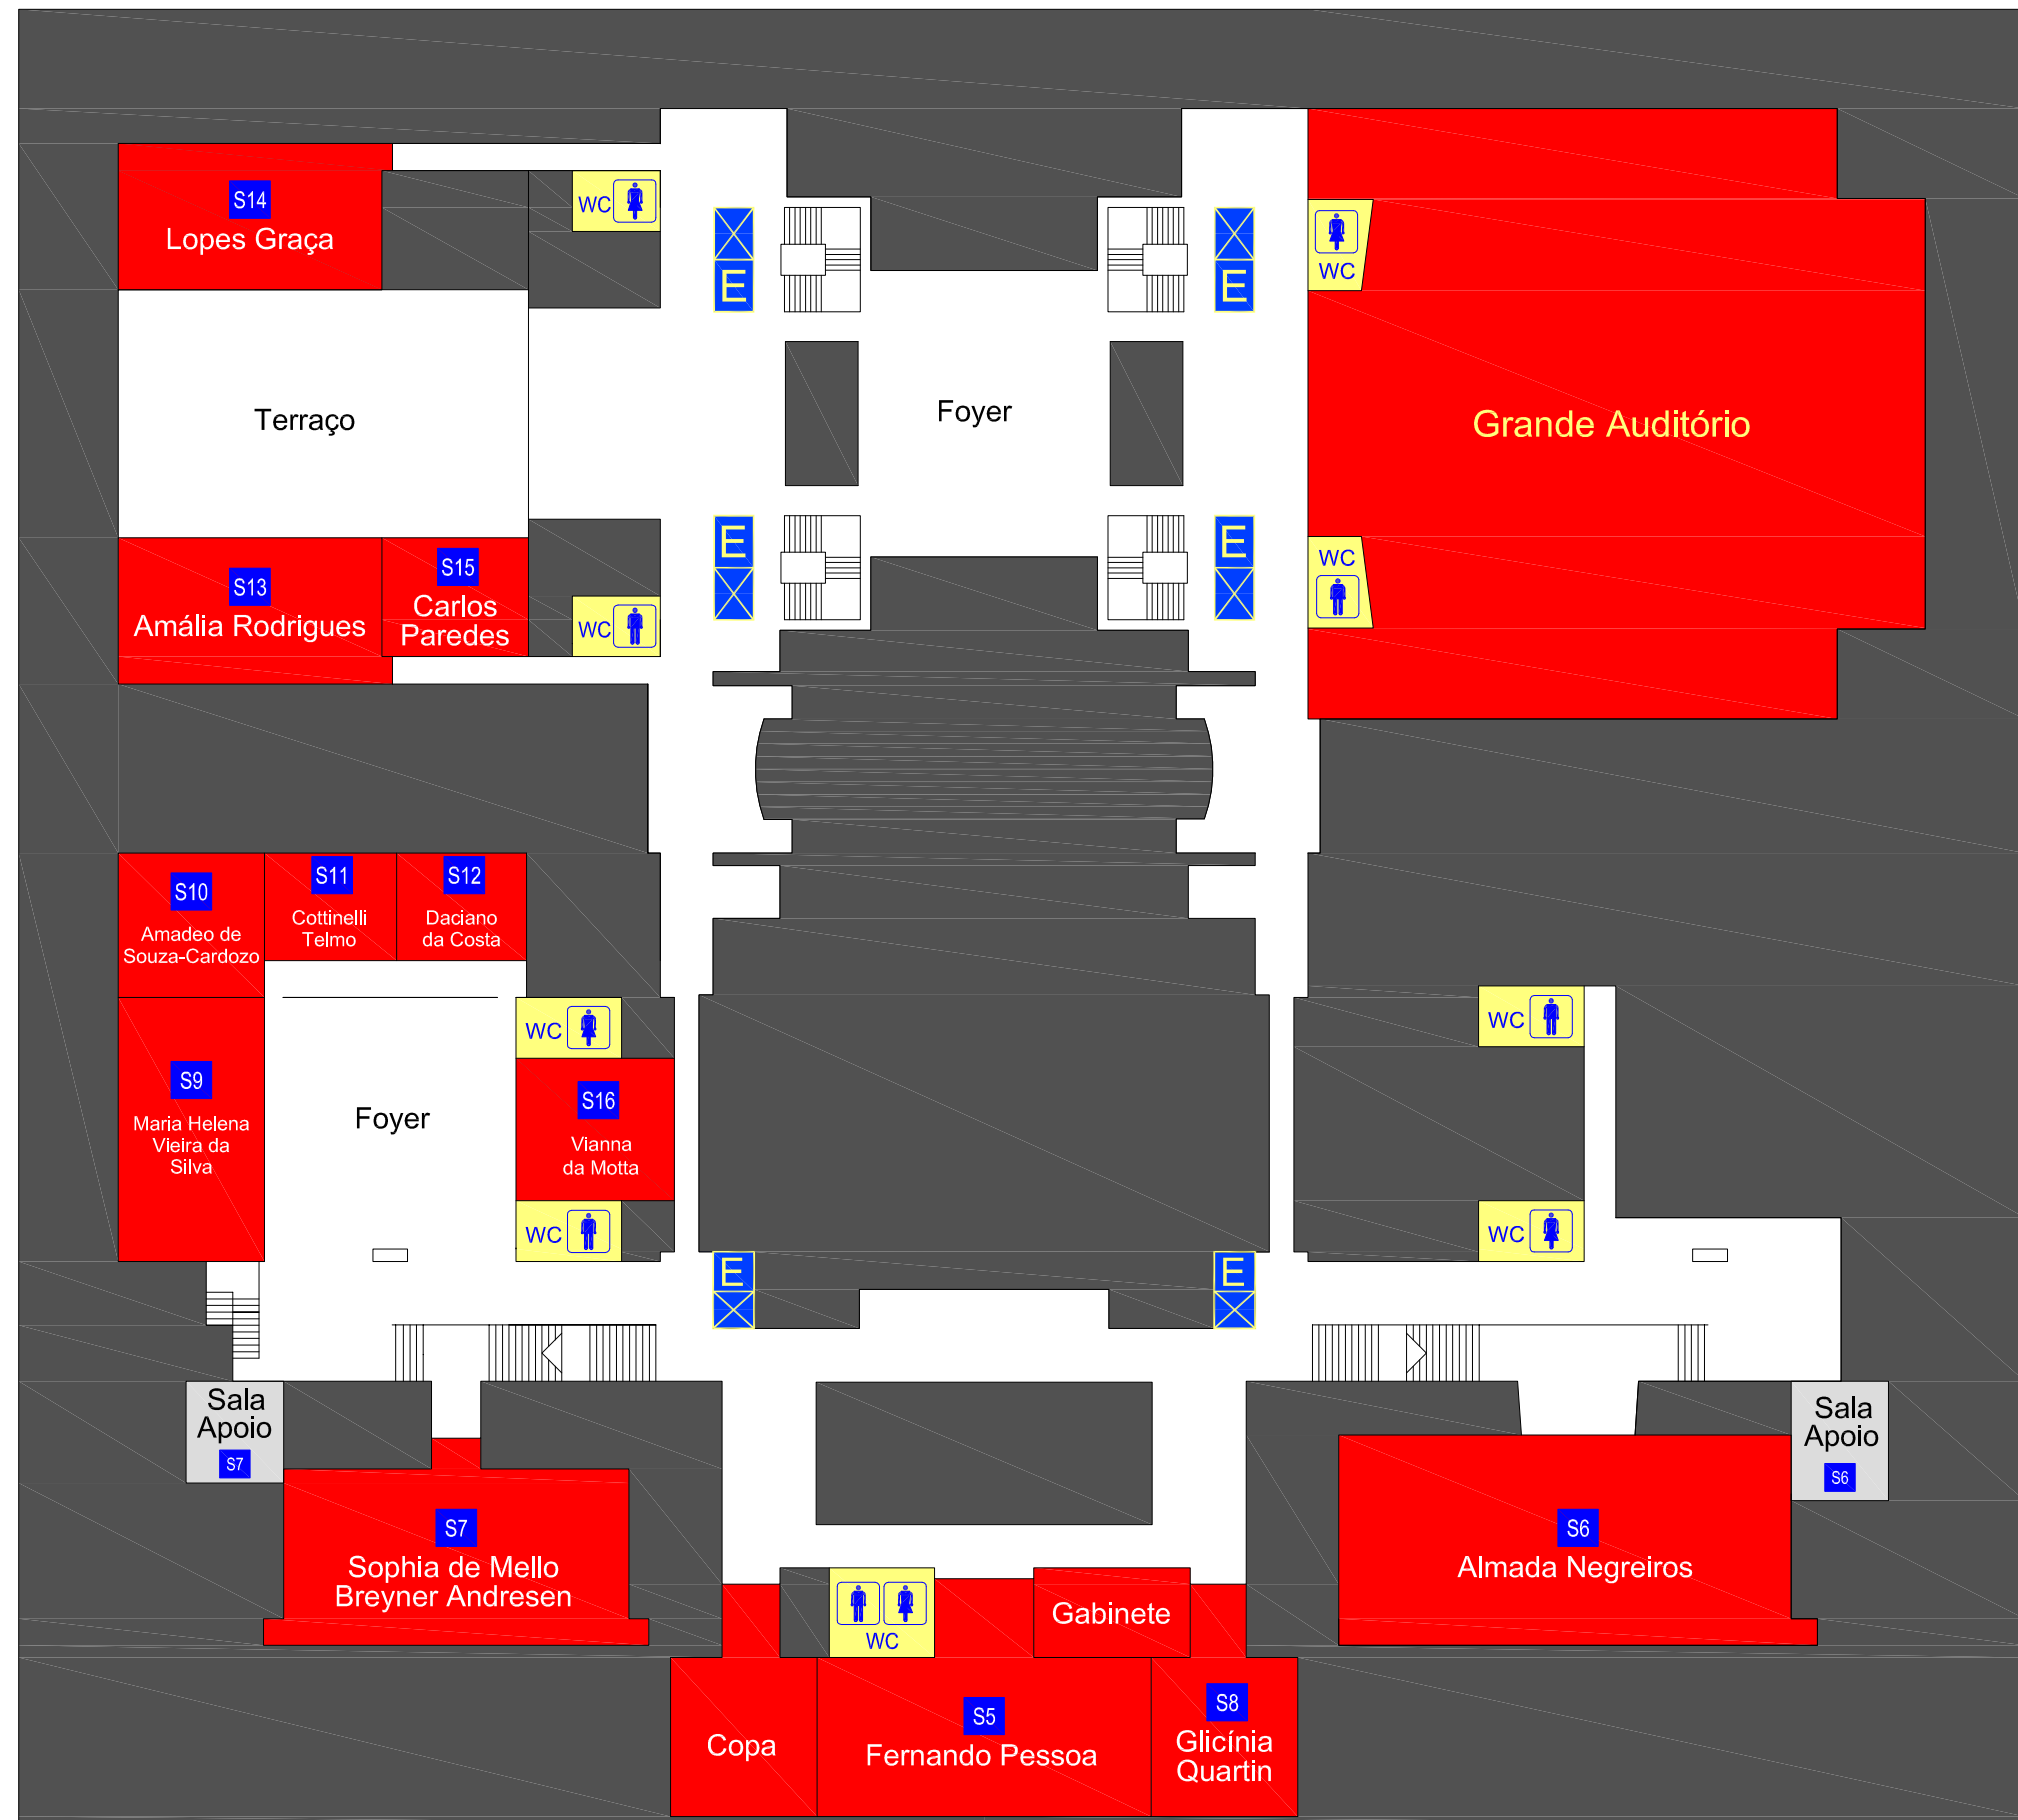 S14
Lopes Graça
WC
E
E
WC
Terraço
Foyer
Grande Auditório
E
E
WC
S13
Amália Rodrigues
S15
Carlos
Paredes
WC
S10
Amadeo de
Souza-Cardozo
S11
Cottinelli
Telmo
S12
Daciano
da Costa
WC
WC
S9
Maria Helena
Vieira da
Silva
Foyer
S16
Vianna
da Motta
WC
WC
E
E
Sala
Apoio
S7
Sala
Apoio
S6
S7
Sophia de Mello
Breyner Andresen
S6
Almada Negreiros
WC
Gabinete
Copa
S5
Fernando Pessoa
S8
Glicínia
Quartin